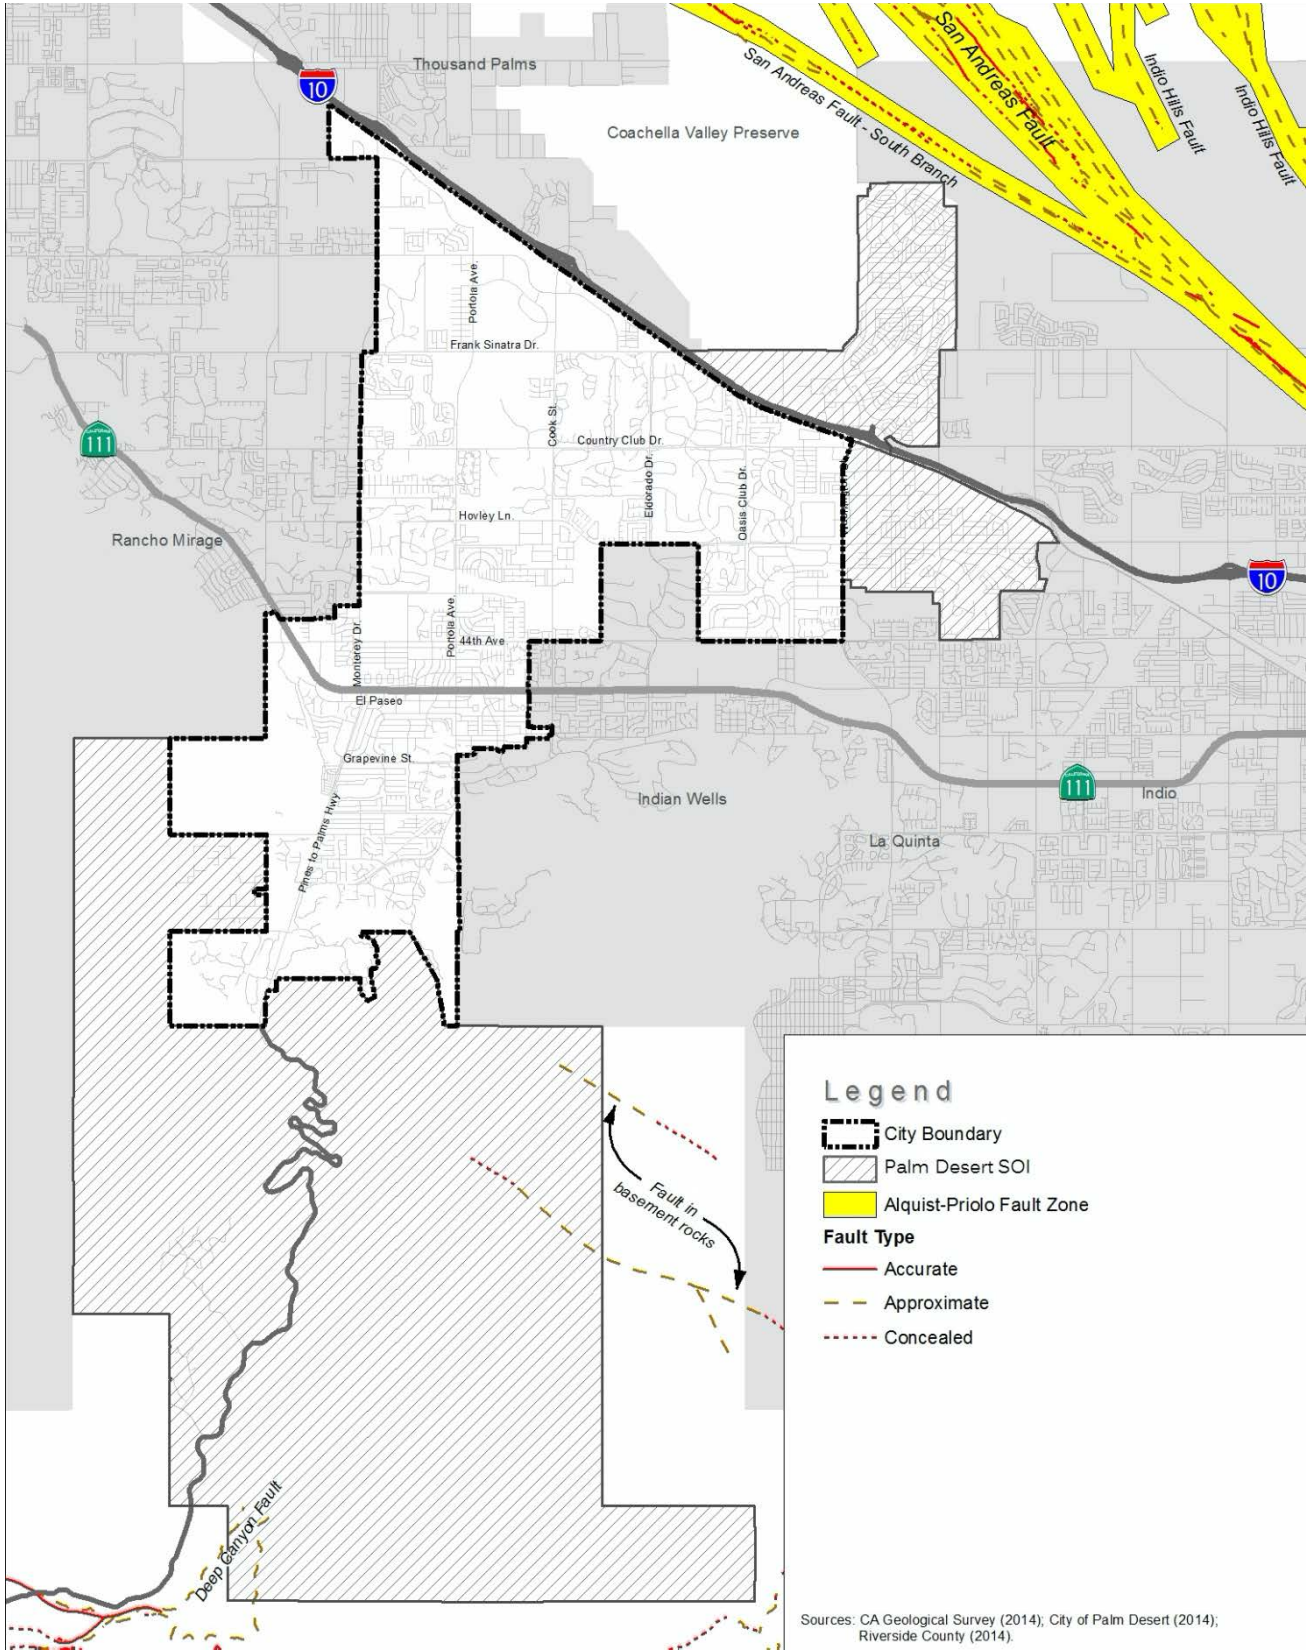 Thousand Palms
10
Coachella Valley Preserve
San Andreas Fault - South Branch
San Andreas Fault
Indio Hills Fault
Indio Hills Fault
Portola Ave.
Frank Sinatra Dr.
111
Cook St.
Country Club Dr.
Eldorado Dr.
Oasis Club Dr.
Hovley Ln.
Rancho Mirage
10
Monterey Dr.
Portola Ave.
44th Ave
El Paseo
Grapevine St.
Pines to Palms Hwy
Indian Wells
111
Indio
La Quinta
Fault in
basement rocks
Deep Canyon Fault
Legend
City Boundary
Palm Desert SOI
Alquist-Priolo Fault Zone
Fault Type
Accurate
Approximate
Concealed
Sources: CA Geological Survey (2014); City of Palm Desert (2014);
Riverside County (2014).